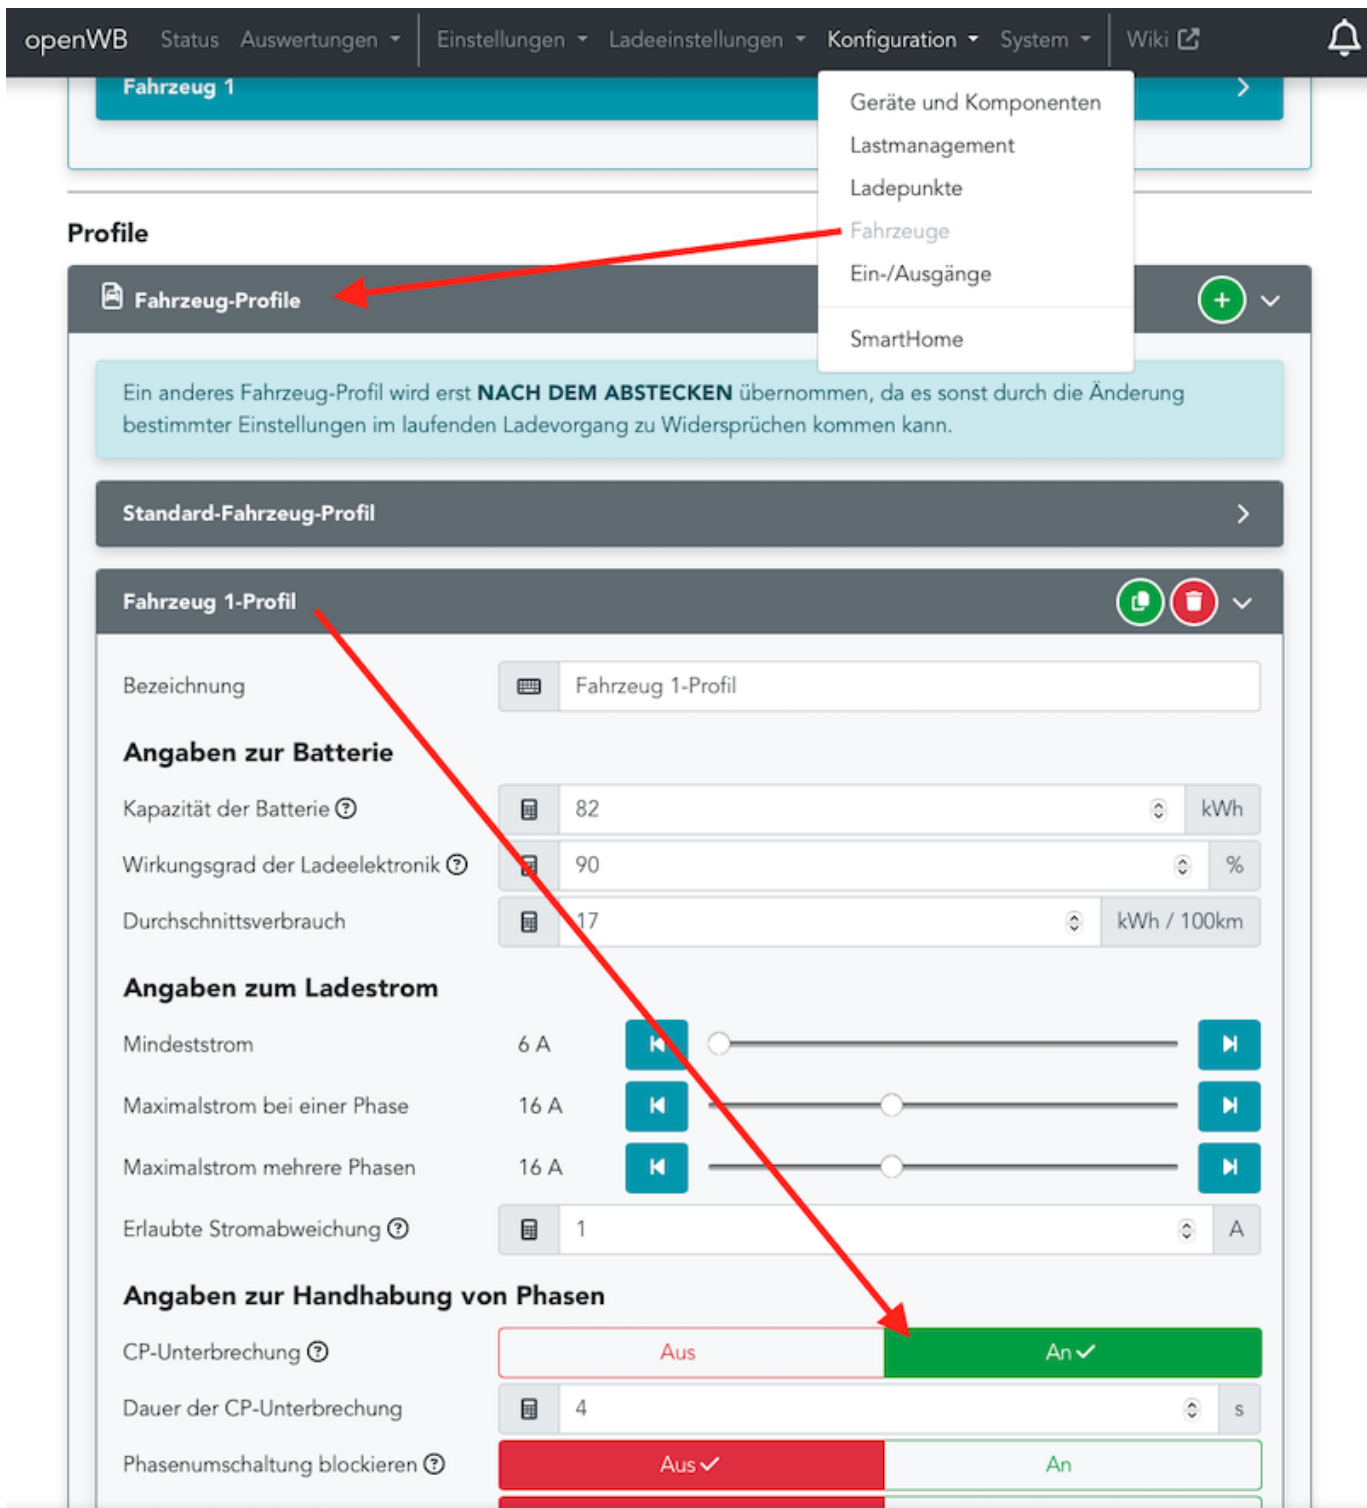 openWB Status Auswertungen Einstellungen Ladeeinstellungen Konfiguration System Wiki
Fahrzeug 1
Geräte und Komponenten
Lastmanagement
Ladepunkte
Fahrzeuge
Ein-/Ausgänge
SmartHome
Profile
Fahrzeug-Profile
Ein anderes Fahrzeug-Profil wird erst NACH DEM ABSTECKEN übernommen, da es sonst durch die Änderung
bestimmter Einstellungen im laufenden Ladevorgang zu Widersprüchen kommen kann.
Standard-Fahrzeug-Profil
Fahrzeug 1-Profil
Bezeichnung Fahrzeug 1-Profil
Angaben zur Batterie
Kapazität der Batterie 82 kWh
Wirkungsgrad der Ladeelektronik 90 %
Durchschnittsverbrauch 17 kWh / 100km
Angaben zum Ladestrom
Mindeststrom 6 A
Maximalstrom bei einer Phase 16 A
Maximalstrom mehrere Phasen 16 A
Erlaubte Stromabweichung 1 A
Angaben zur Handhabung von Phasen
CP-Unterbrechung Aus An
Dauer der CP-Unterbrechung 4 s
Phasenumschaltung blockieren Aus An